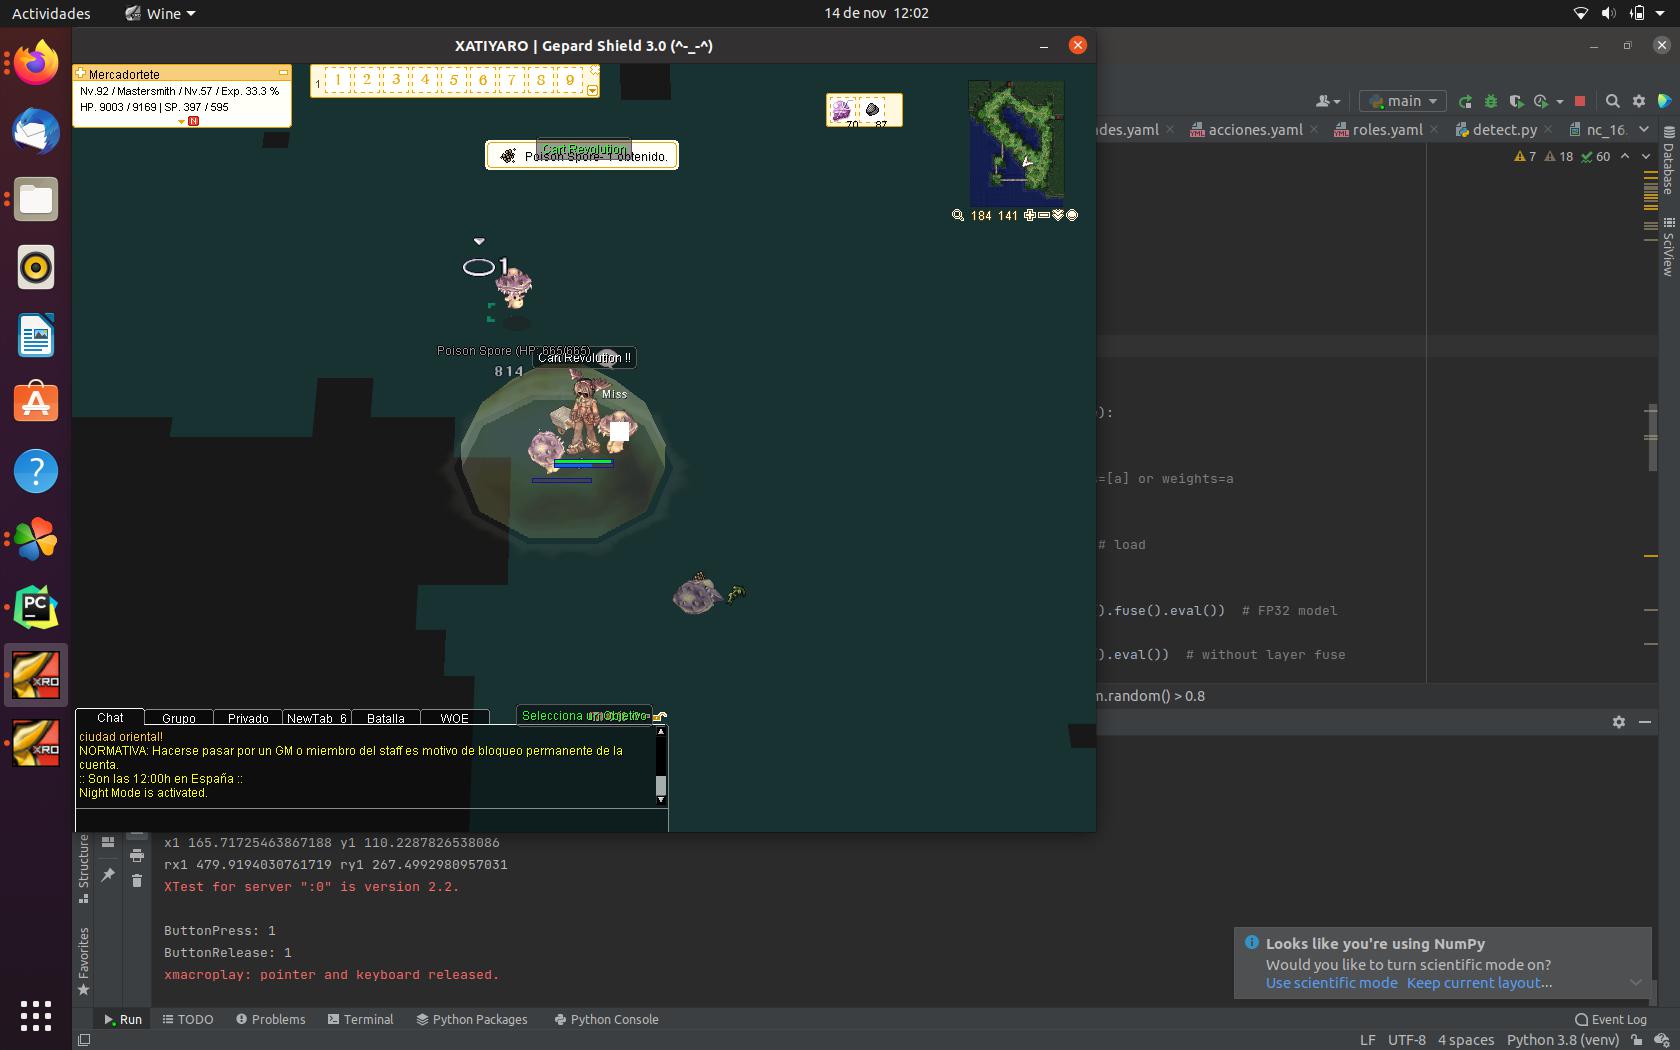 Actividades
Wine
14 de nov 12:02
XATIYARO | Gepard Shield 3.0 (^-_-^)
Mercadortete
Nv.92 / Mastersmith / Nv.57 / Exp. 33.3 %
HP. 9003 / 9169 | SP. 397 / 595
N
1 1 2 3 4 5 6 7 8 9
70 87
Cart Revolution
Poison Spore- 1 obtenido.
184 141
1
Poison Spore (HP: 665/665)
Cart Revolution !!
814
Miss
Chat Grupo Privado NewTab_6 Batalla WOE
Selecciona un objetivo
ciudad oriental!
NORMATIVA: Hacerse pasar por un GM o miembro del staff es motivo de bloqueo permanente de la
cuenta.
:: Son las 12:00h en España ::
Night Mode is activated.
main
des.yaml acciones.yaml roles.yaml detect.py nc_16.
7 18 60
Database
SciView
):
=[a] or weights=a
# load
).fuse().eval()) # FP32 model
).eval()) # without layer fuse
m.random() > 0.8
XRO
XRO
PC
Structure
Favorites
x1 165.71725463867188 y1 110.2287826538086
rx1 479.9194030761719 ry1 267.4992980957031
XTest for server ":0" is version 2.2.
ButtonPress: 1
ButtonRelease: 1
xmacroplay: pointer and keyboard released.
Looks like you're using NumPy
Would you like to turn scientific mode on?
Use scientific mode Keep current layout...
Run TODO Problems Terminal Python Packages Python Console
Event Log
LF UTF-8 4 spaces Python 3.8 (venv)